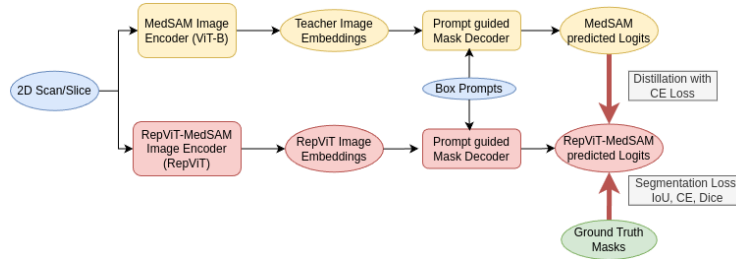 MedSAM Image
Encoder (ViT-B)
Teacher Image
Embeddings
Prompt guided
Mask Decoder
MedSAM
predicted Logits
2D Scan/Slice
Box Prompts
Distillation with
CE Loss
RepViT-MedSAM
Image Encoder
(RepViT)
RepViT Image
Embeddings
Prompt guided
Mask Decoder
RepViT-MedSAM
predicted Logits
Segmentation Loss
IoU, CE, Dice
Ground Truth
Masks